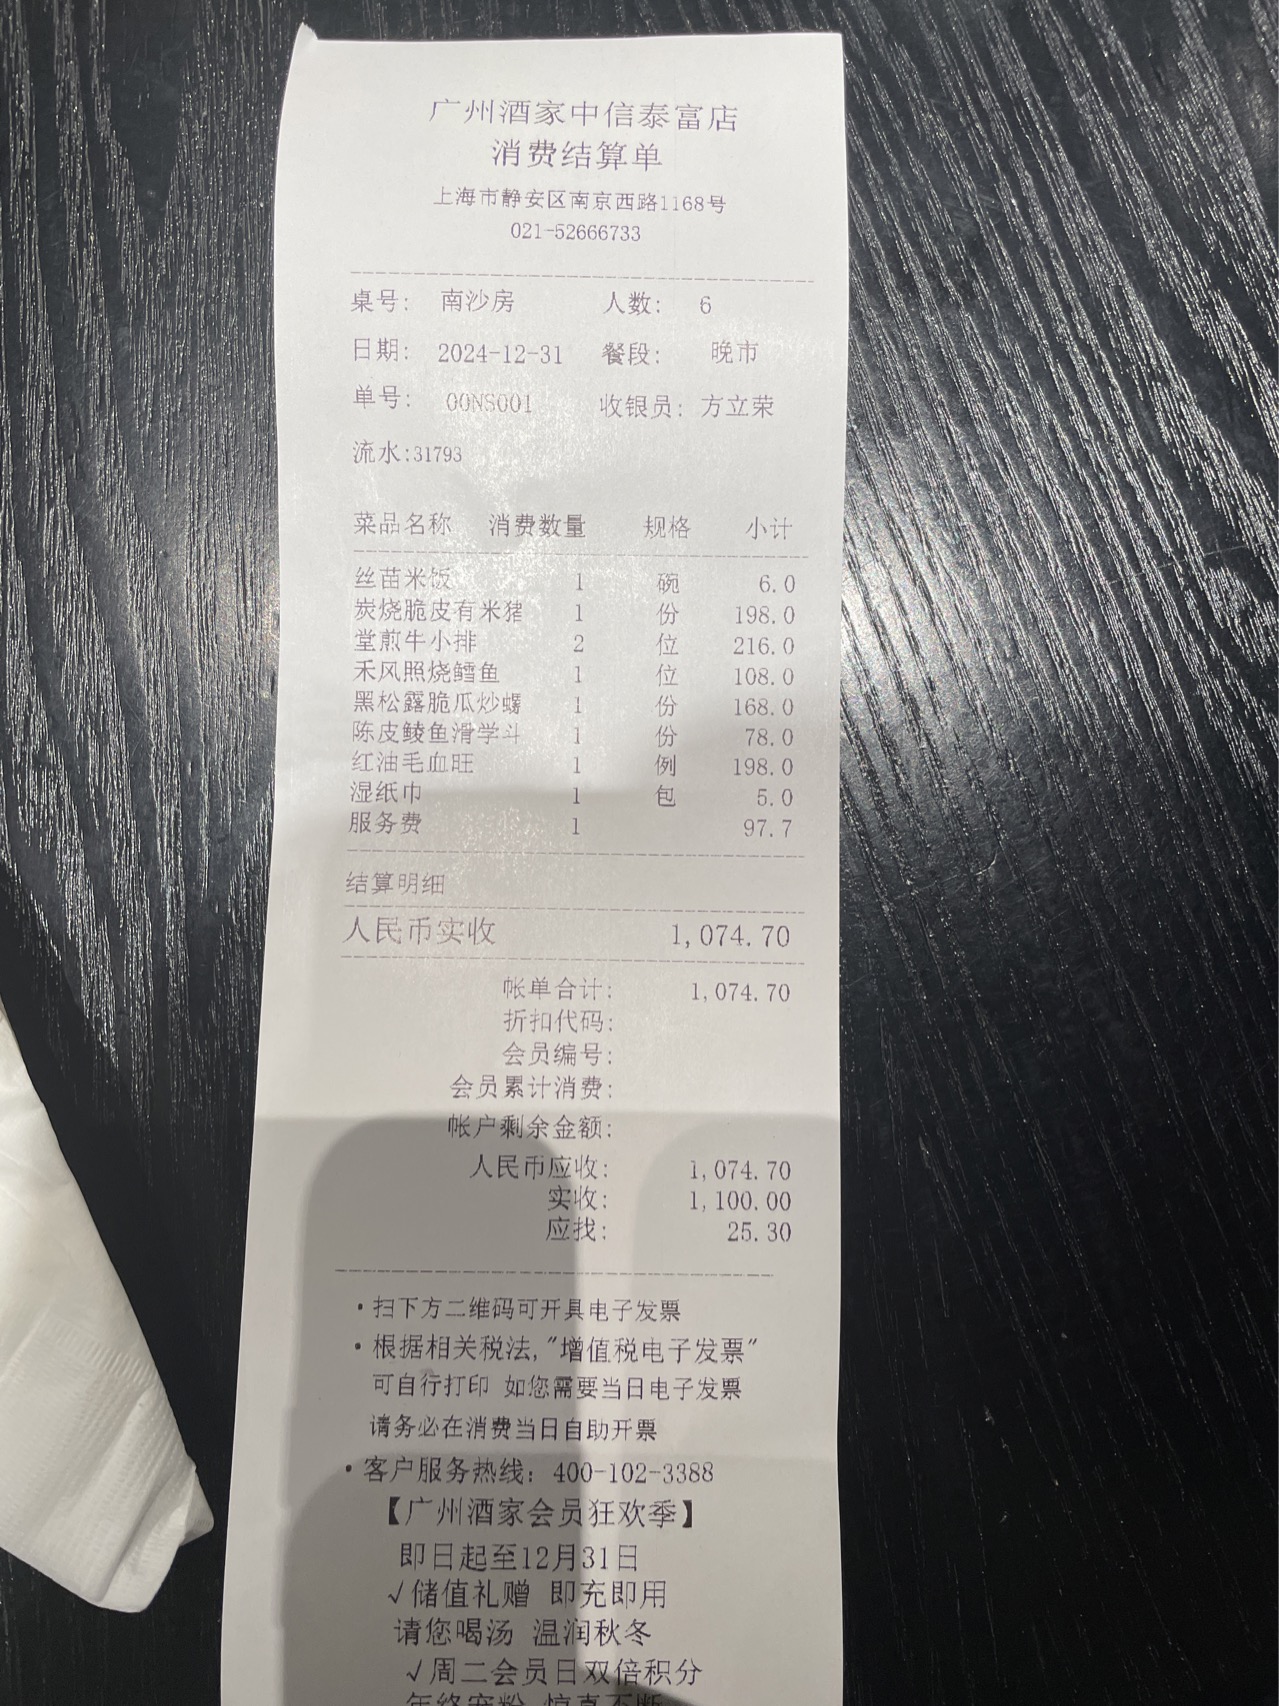 广州酒家中信泰富店
消费结算单
上海市静安区南京西路1168号
021-52666733
桌号: 南沙房 人数: 6
日期: 2024-12-31 餐段: 晚市
单号: 00NS001 收银员: 方立荣
流水:31793
菜品名称 消费数量 规格 小计
丝苗米饭 1 碗 6.0
炭烧脆皮有米猪 1 份 198.0
堂煎牛小排 2 位 216.0
禾风照烧鳕鱼 1 位 108.0
黑松露脆瓜炒螺 1 份 168.0
陈皮鲮鱼滑学斗 1 份 78.0
红油毛血旺 1 例 198.0
湿纸巾 1 包 5.0
服务费 1 97.7
结算明细
人民币实收 1,074.70
帐单合计: 1,074.70
折扣代码:
会员编号:
会员累计消费:
帐户剩余金额:
人民币应收: 1,074.70
实收: 1,100.00
应找: 25.30
·扫下方二维码可开具电子发票
·根据相关税法,"增值税电子发票"
可自行打印 如您需要当日电子发票
请务必在消费当日自助开票
·客户服务热线: 400-102-3388
【广州酒家会员狂欢季】
即日起至12月31日
√储值礼赠 即充即用
请您喝汤 温润秋冬
√周二会员日双倍积分
年终宠粉 惊喜不断